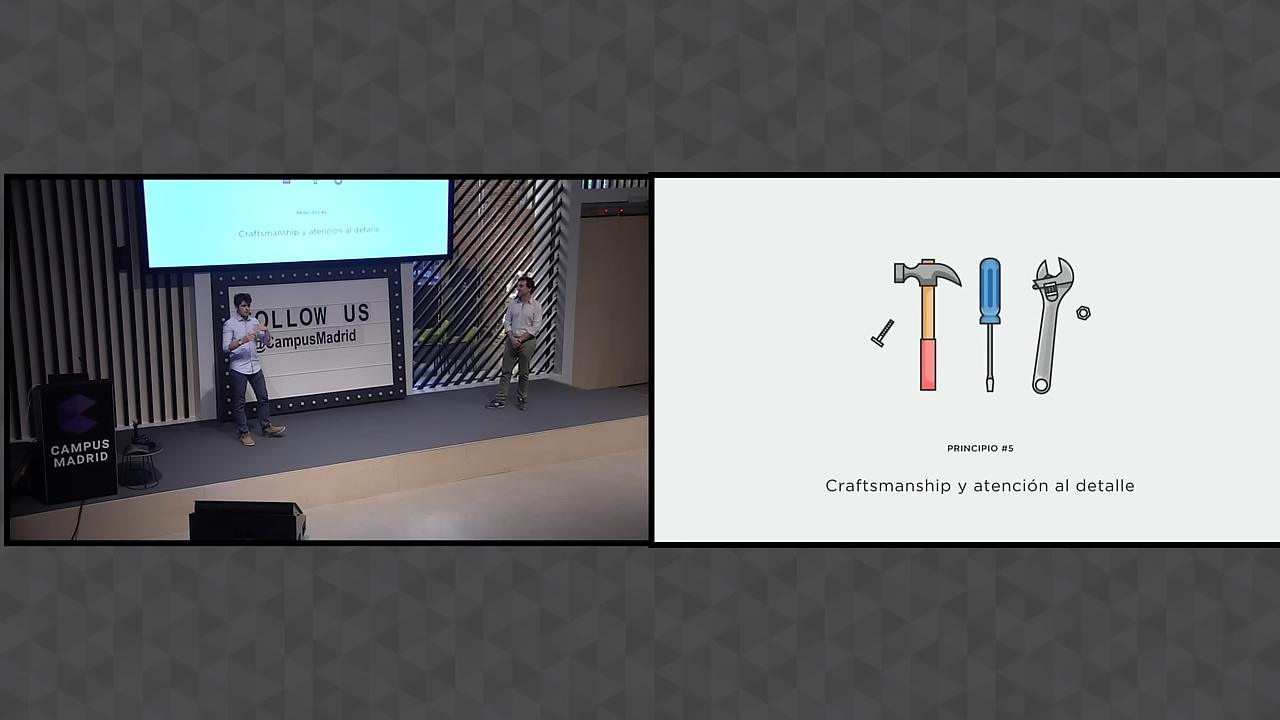 PRINCIPIO #5
Craftsmanship y atención al detalle
OLLOW US
@CampusMadrid
CAMPUS
MADRID
PRINCIPIO #5
Craftsmanship y atención al detalle